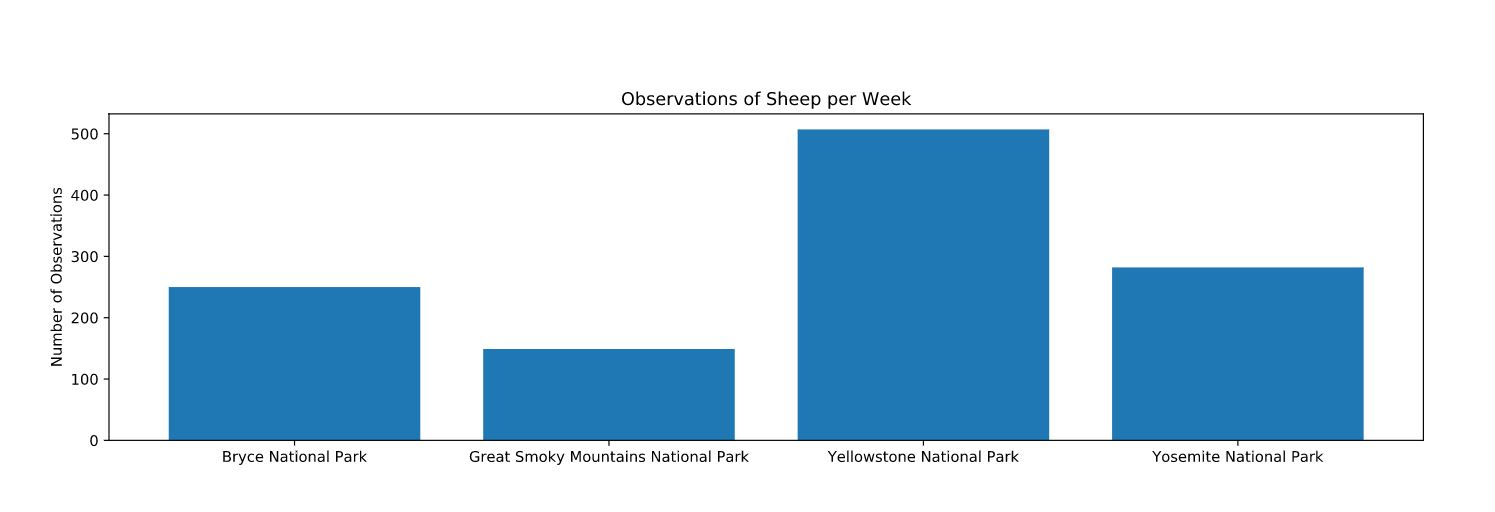 Observations of Sheep per Week
Number of Observations
500
400
300
200
100
0
Bryce National Park
Great Smoky Mountains National Park
Yellowstone National Park
Yosemite National Park